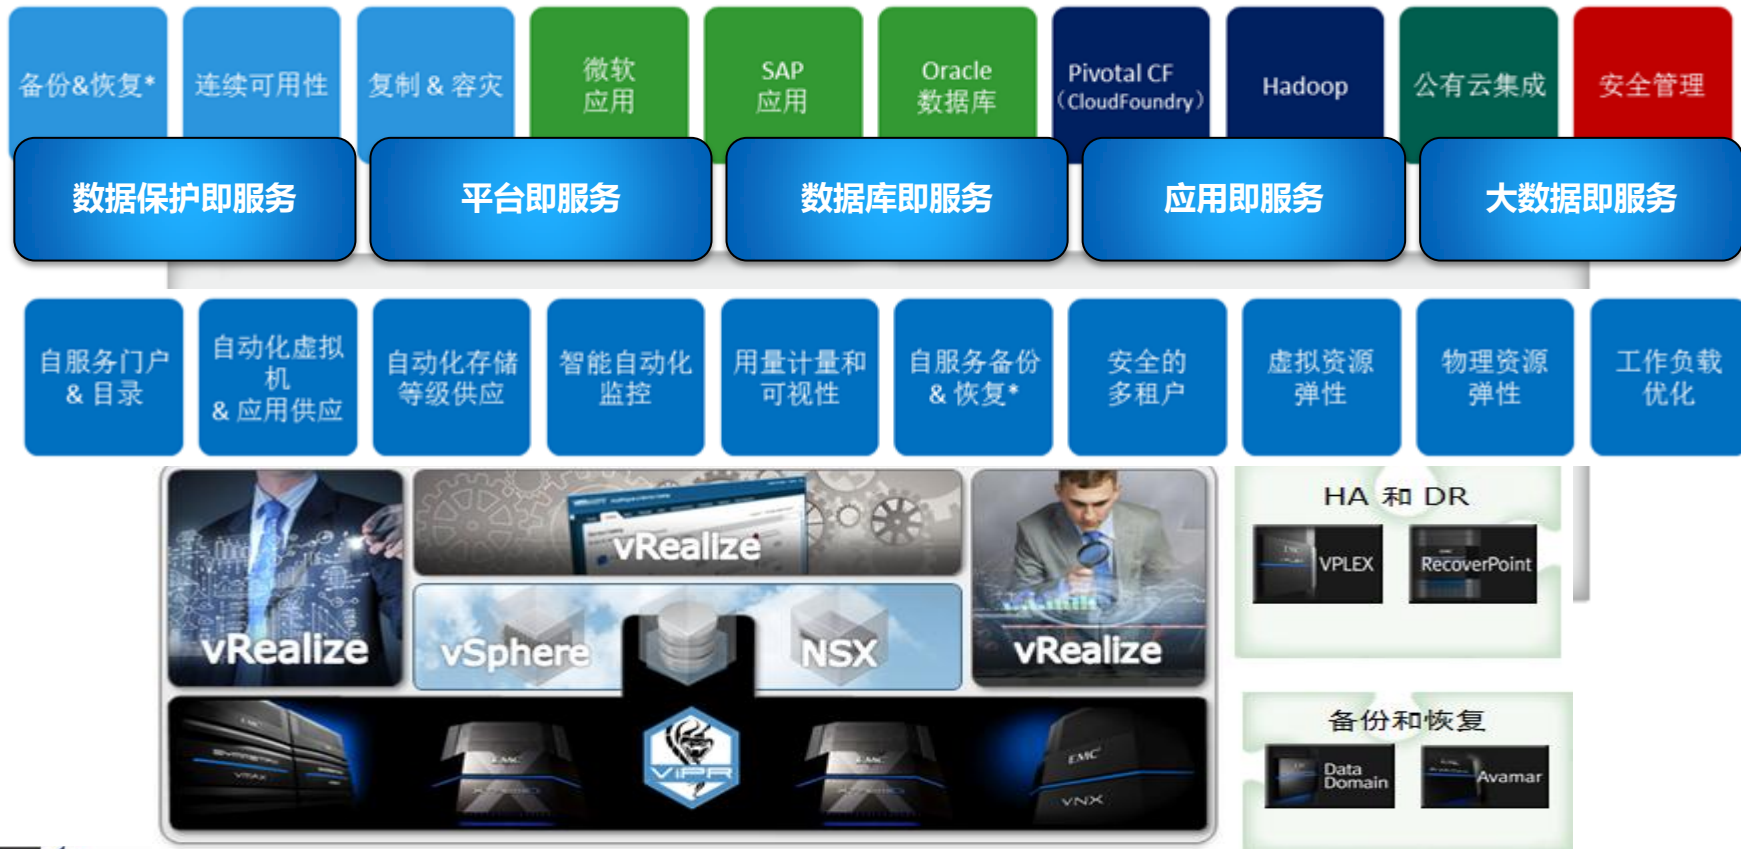 备份&恢复*
连续可用性
复制 & 容灾
微软
应用
SAP
应用
Oracle
数据库
Pivotal CF
（CloudFoundry）
Hadoop
公有云集成
安全管理
数据保护即服务
平台即服务
数据库即服务
应用即服务
大数据即服务
自服务门户
& 目录
自动化虚拟
机
& 应用供应
自动化存储
等级供应
智能自动化
监控
用量计量和
可视性
自服务备份
& 恢复*
安全的
多租户
虚拟资源
弹性
物理资源
弹性
工作负载
优化
vRealize
vRealize
vSphere
NSX
vRealize
HA 和 DR
VPLEX
RecoverPoint
VMAX
EMC
ViPR
EMC
EMC²
VNX
备份和恢复
Data
Domain
Avamar